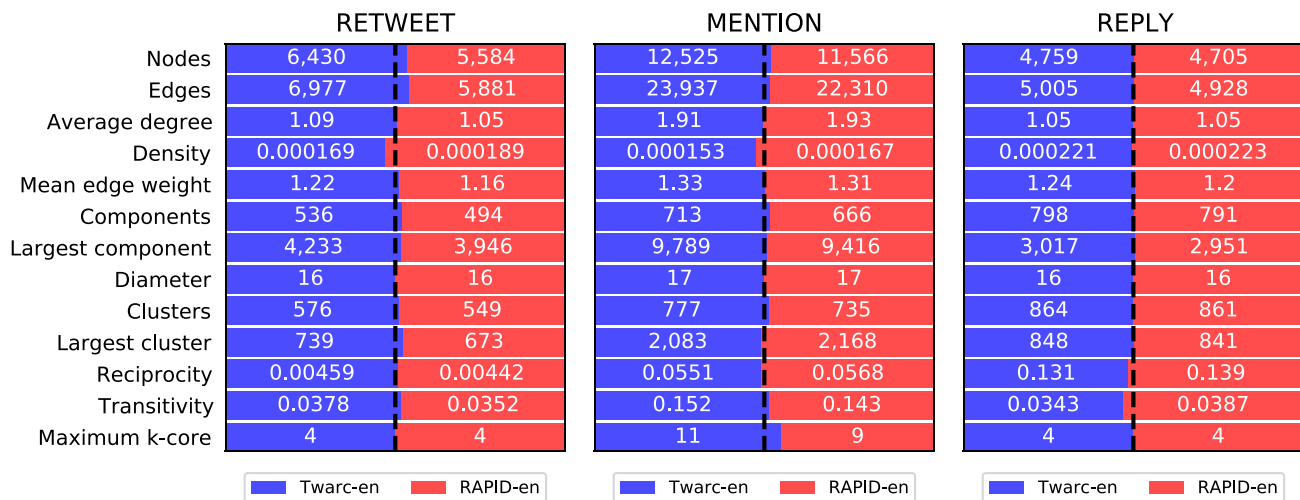 RETWEET MENTION REPLY
Nodes 6,430 5,584 12,525 11,566 4,759 4,705
Edges 6,977 5,881 23,937 22,310 5,005 4,928
Average degree 1.09 1.05 1.91 1.93 1.05 1.05
Density 0.000169 0.000189 0.000153 0.000167 0.000221 0.000223
Mean edge weight 1.22 1.16 1.33 1.31 1.24 1.2
Components 536 494 713 666 798 791
Largest component 4,233 3,946 9,789 9,416 3,017 2,951
Diameter 16 16 17 17 16 16
Clusters 576 549 777 735 864 861
Largest cluster 739 673 2,083 2,168 848 841
Reciprocity 0.00459 0.00442 0.0551 0.0568 0.131 0.139
Transitivity 0.0378 0.0352 0.152 0.143 0.0343 0.0387
Maximum k-core 4 4 11 9 4 4
Twarc-en RAPID-en Twarc-en RAPID-en Twarc-en RAPID-en